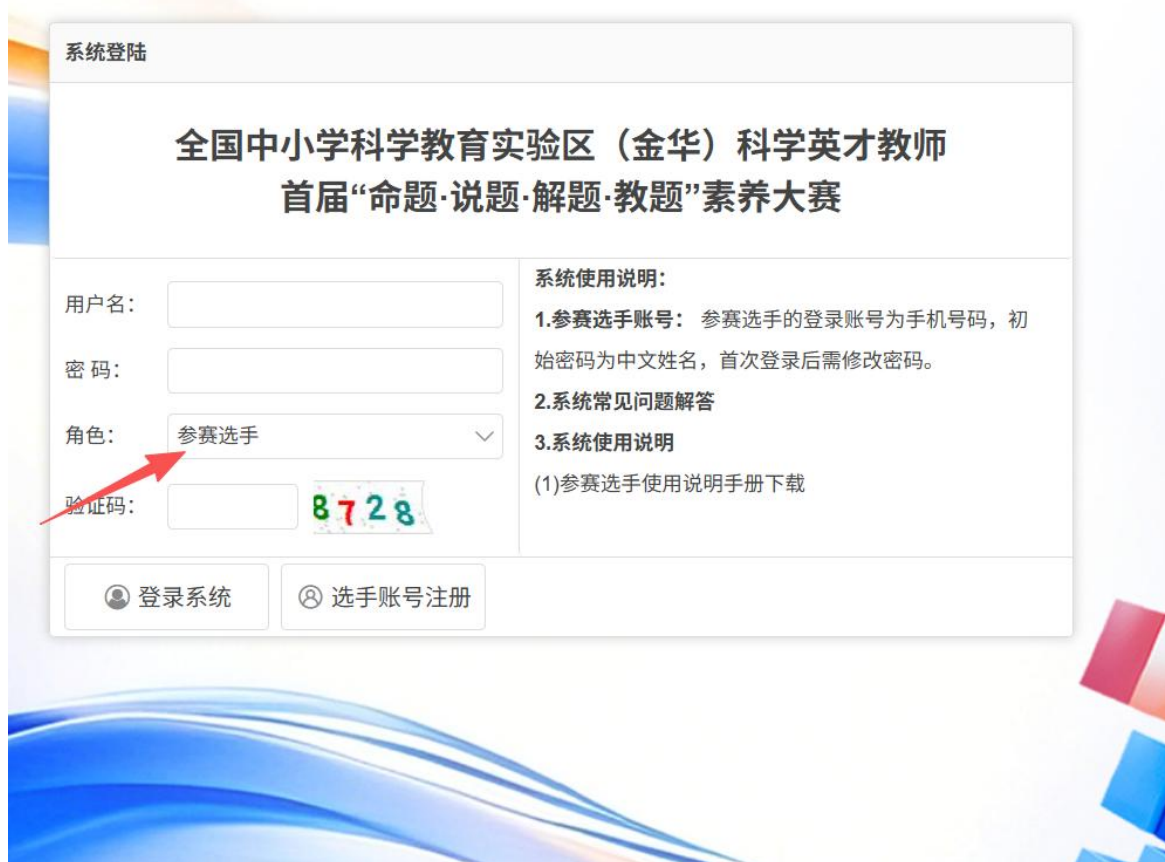 系统登陆
全国中小学科学教育实验区（金华）科学英才教师
首届“命题·说题·解题·教题”素养大赛
用户名：
密 码：
角色：
参赛选手
验证码：
8728
登录系统
选手账号注册
系统使用说明：
1.参赛选手账号： 参赛选手的登录账号为手机号码，初
始密码为中文姓名，首次登录后需修改密码。
2.系统常见问题解答
3.系统使用说明
(1)参赛选手使用说明手册下载